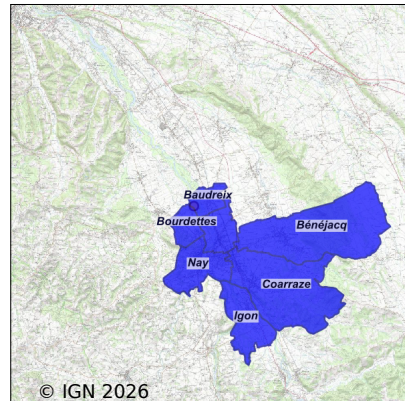 Baudreix
Bourdettes
Bénéjacq
Nay
Coarraze
Igon
© IGN 2026